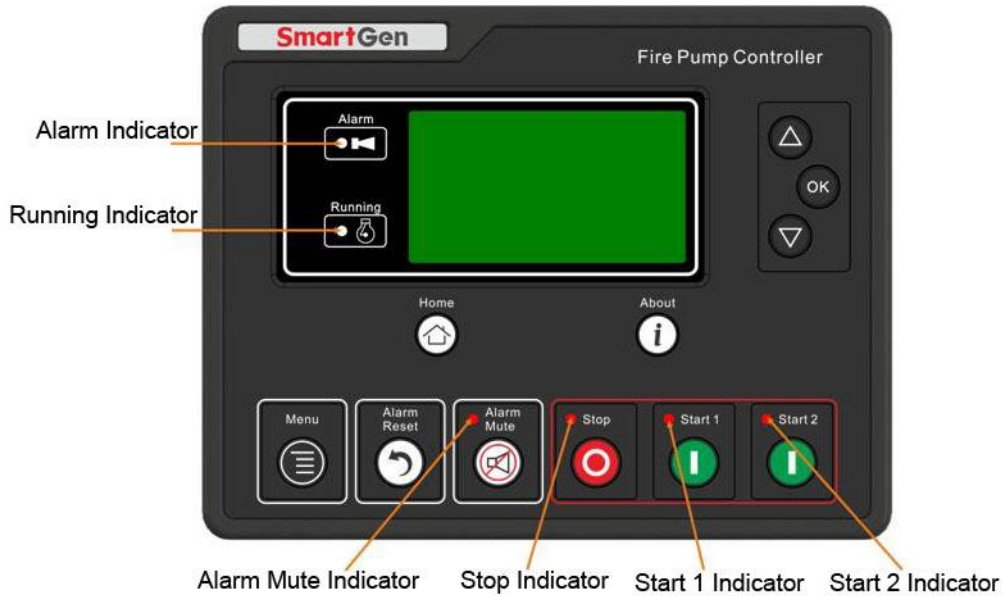 SmartGen
Fire Pump Controller
Alarm Indicator
Alarm
Running Indicator
Running
OK
Home
About
i
Menu
Alarm
Reset
Alarm
Mute
Stop
Start 1
Start 2
Alarm Mute Indicator
Stop Indicator
Start 1 Indicator
Start 2 Indicator